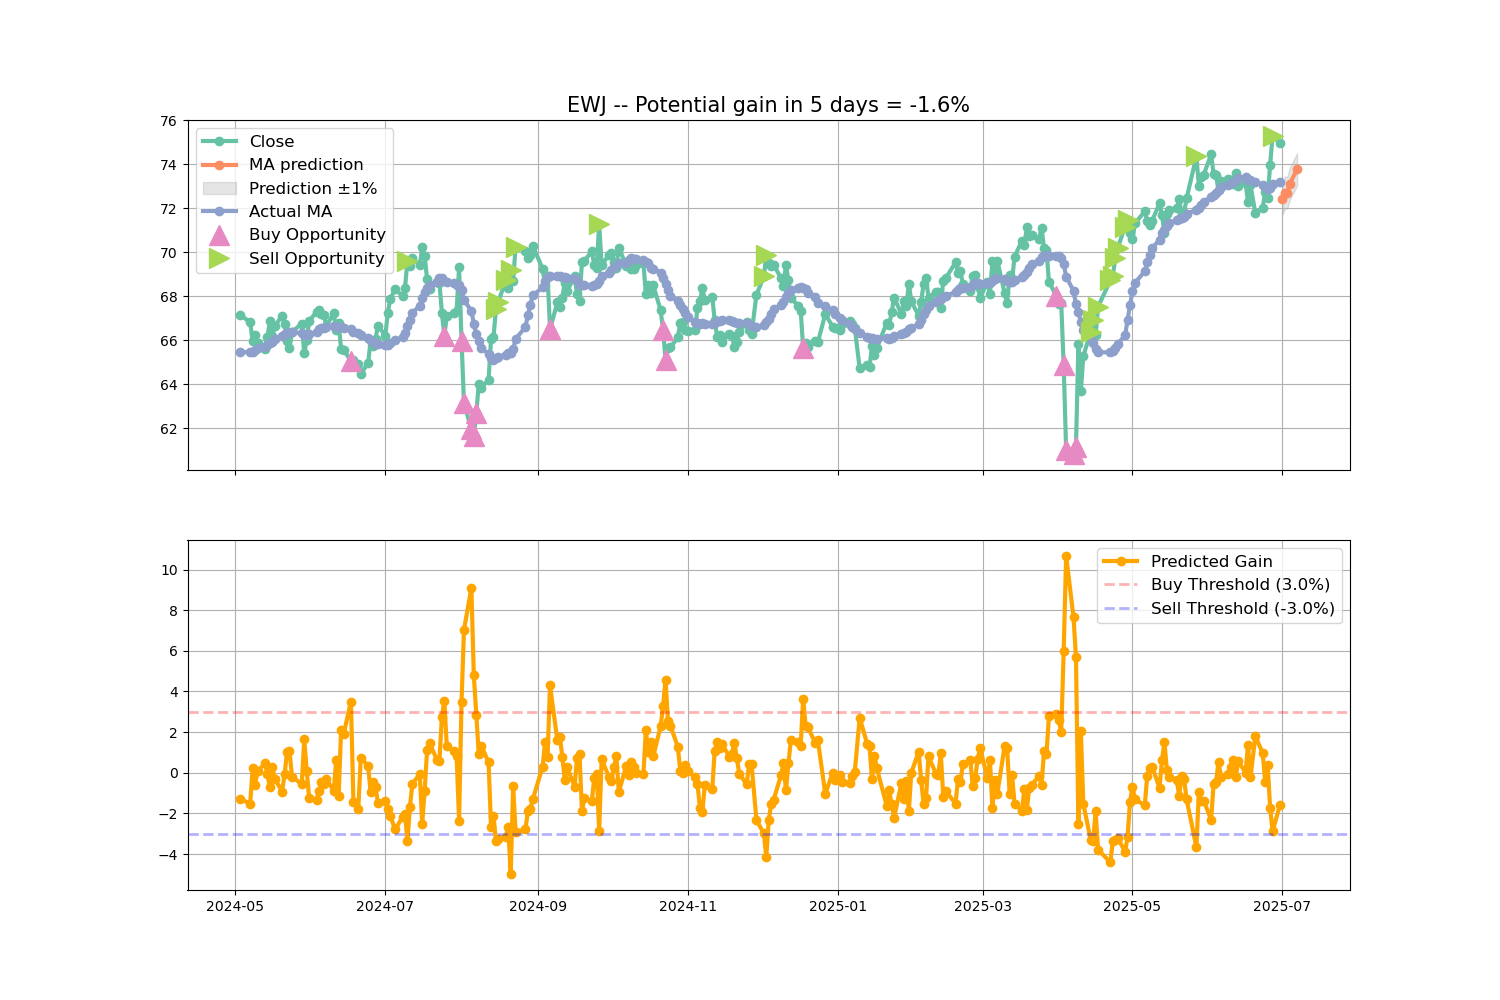 EWJ -- Potential gain in 5 days = -1.6%
76
74
72
70
68
66
64
62
Close
MA prediction
Prediction ±1%
Actual MA
Buy Opportunity
Sell Opportunity
10
8
6
4
2
0
−2
−4
Predicted Gain
Buy Threshold (3.0%)
Sell Threshold (-3.0%)
2024-05 2024-07 2024-09 2024-11 2025-01 2025-03 2025-05 2025-07